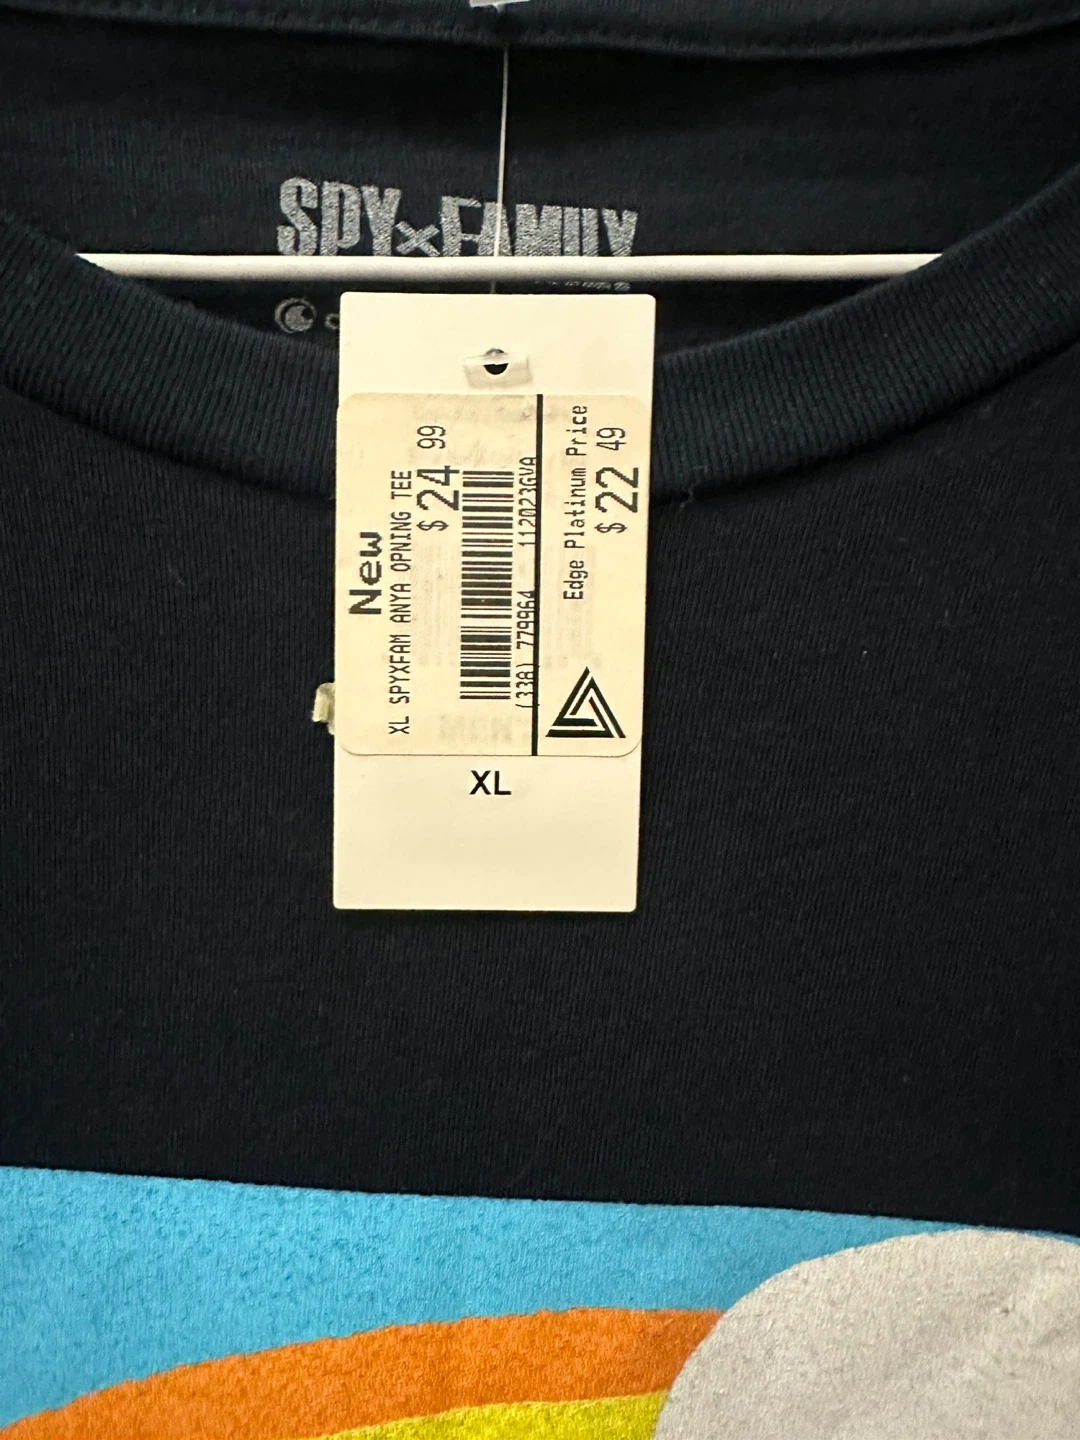 SPY×FAMILY
New
XL SPYXFAM ANYA OPNING TEE
$24 99
(338) 779964 112023GVA
Edge Platinum Price
$22 49
XL